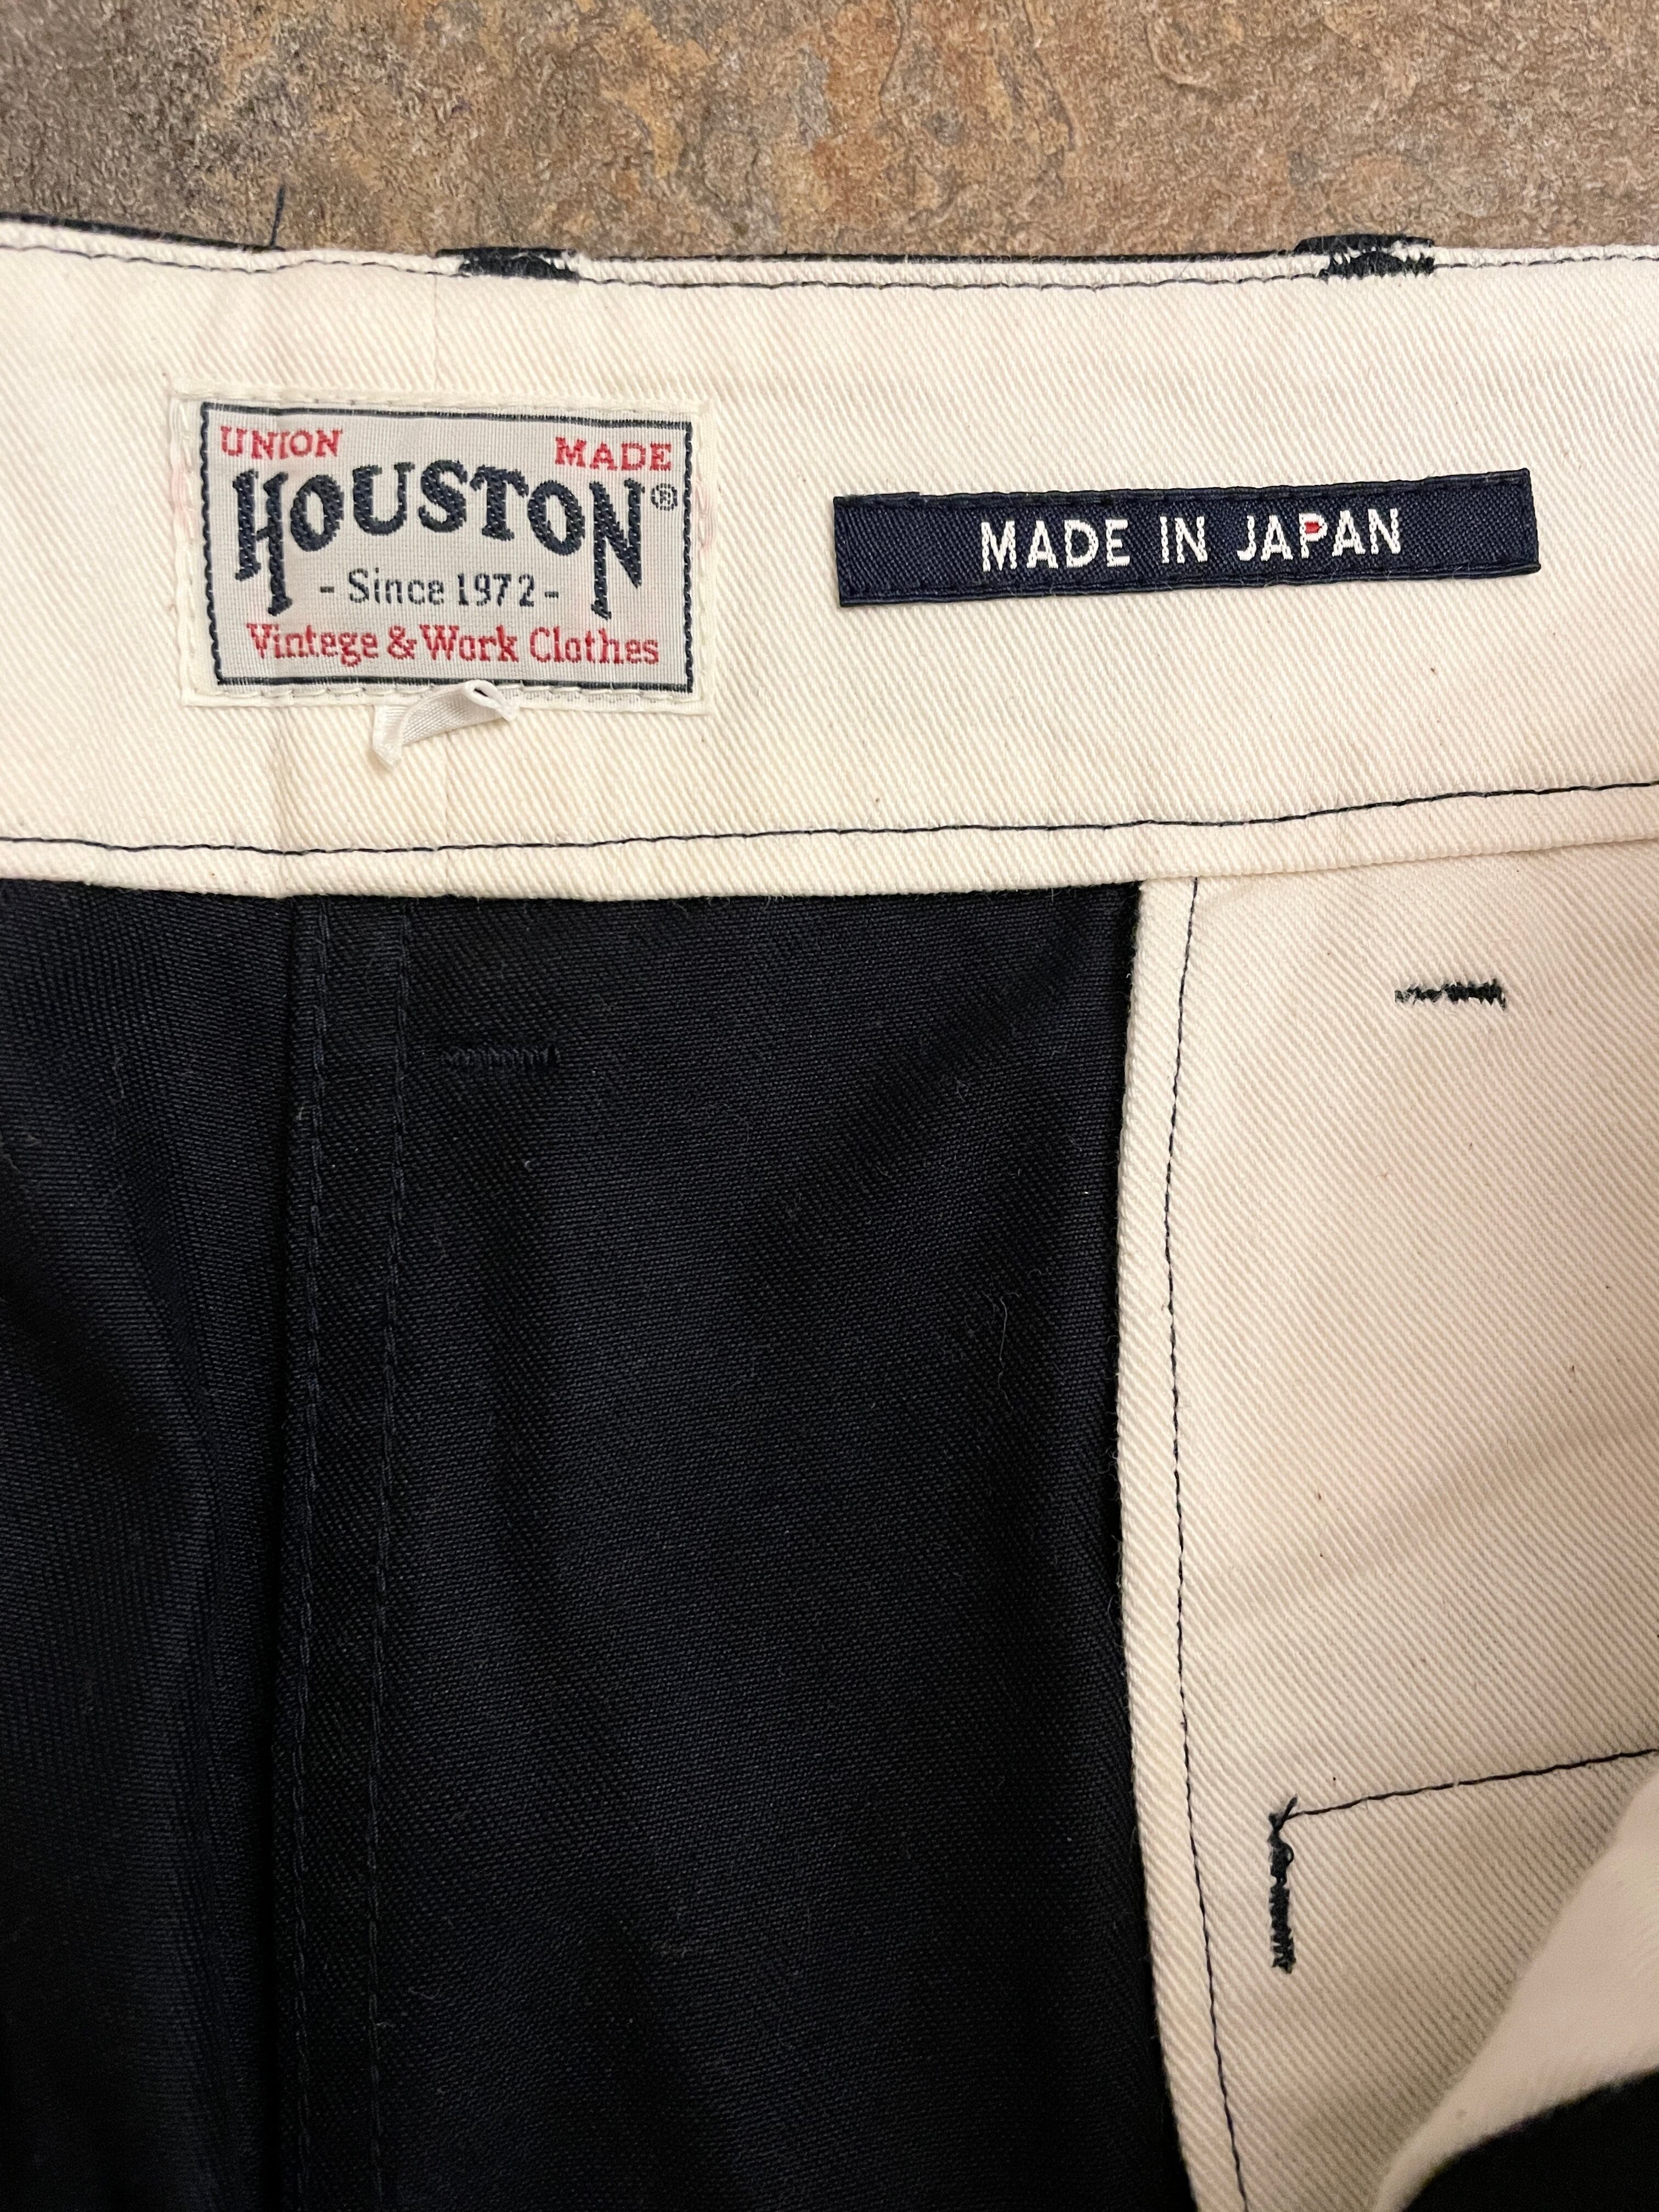 UNION MADE
HOUSTON®
- Since 1972 -
Vintege & Work Clothes
MADE IN JAPAN